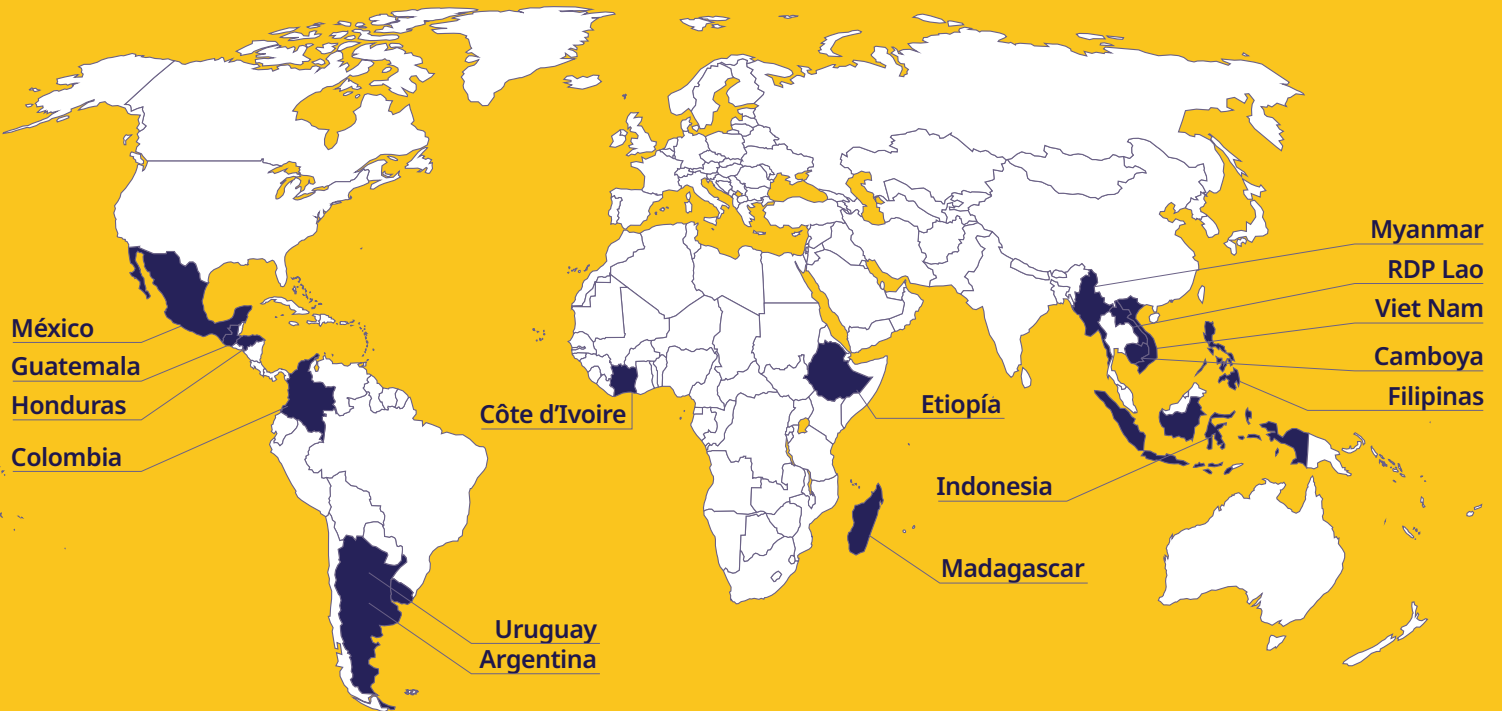 México
Guatemala
Honduras
Colombia
Uruguay
Argentina
Côte d’Ivoire
Etiopía
Madagascar
Indonesia
Myanmar
RDP Lao
Viet Nam
Camboya
Filipinas